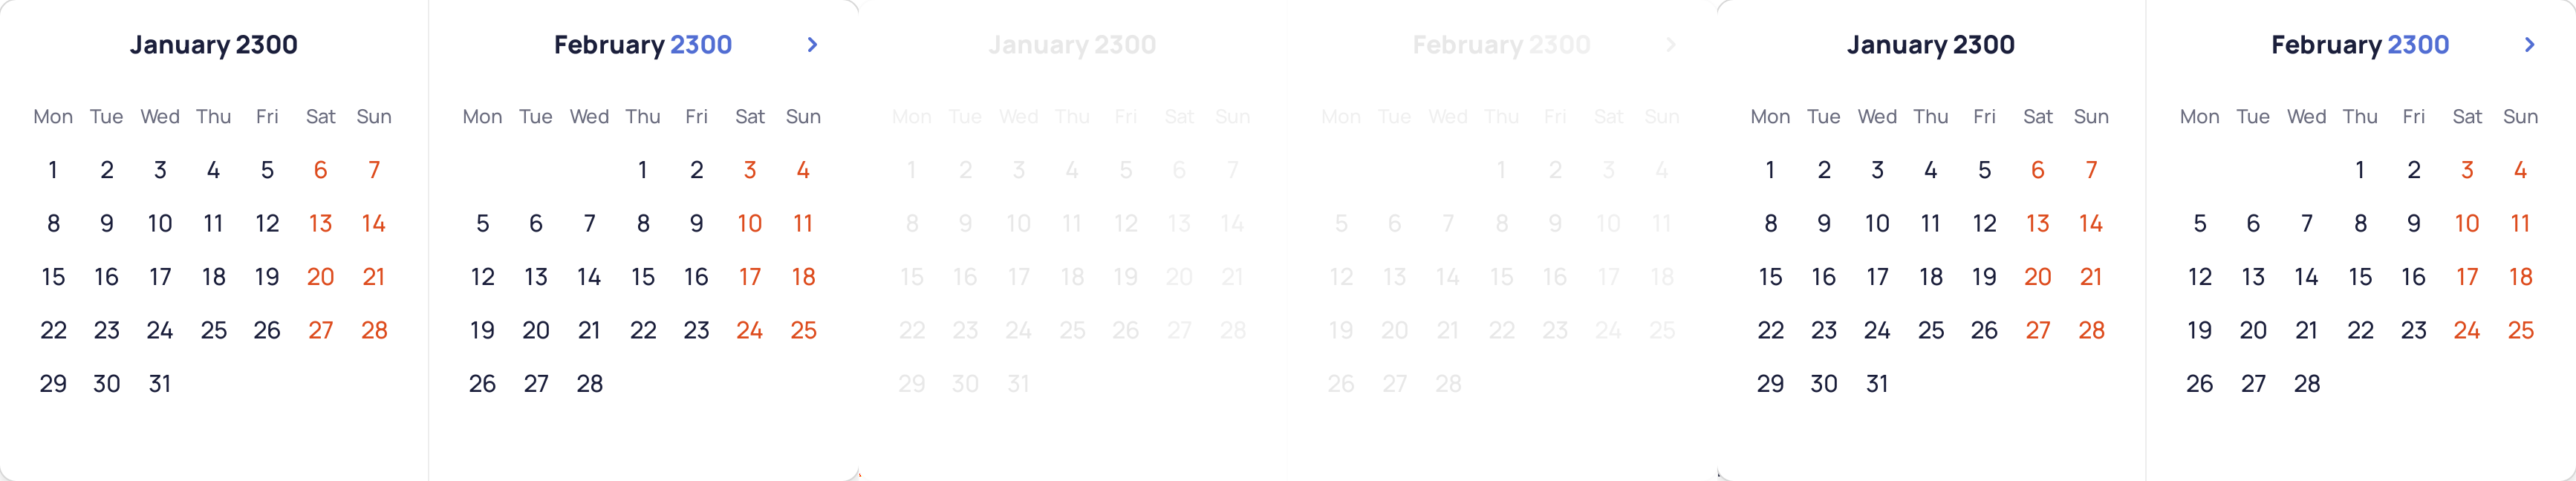 January 2300 February 2300 January 2300 February 2300 January 2300 February 2300
Mon Tue Wed Thu Fri Sat Sun Mon Tue Wed Thu Fri Sat Sun Mon Tue Wed Thu Fri Sat Sun Mon Tue Wed Thu Fri Sat Sun Mon Tue Wed Thu Fri Sat Sun Mon Tue Wed Thu Fri Sat Sun
1 2 3 4 5 6 7 1 2 3 4 1 2 3 4 5 6 7 1 2 3 4 1 2 3 4 5 6 7 1 2 3 4
8 9 10 11 12 13 14 5 6 7 8 9 10 11 8 9 10 11 12 13 14 5 6 7 8 9 10 11 8 9 10 11 12 13 14 5 6 7 8 9 10 11
15 16 17 18 19 20 21 12 13 14 15 16 17 18 15 16 17 18 19 20 21 12 13 14 15 16 17 18 15 16 17 18 19 20 21 12 13 14 15 16 17 18
22 23 24 25 26 27 28 19 20 21 22 23 24 25 22 23 24 25 26 27 28 19 20 21 22 23 24 25 22 23 24 25 26 27 28 19 20 21 22 23 24 25
29 30 31 26 27 28 29 30 31 26 27 28 29 30 31 26 27 28